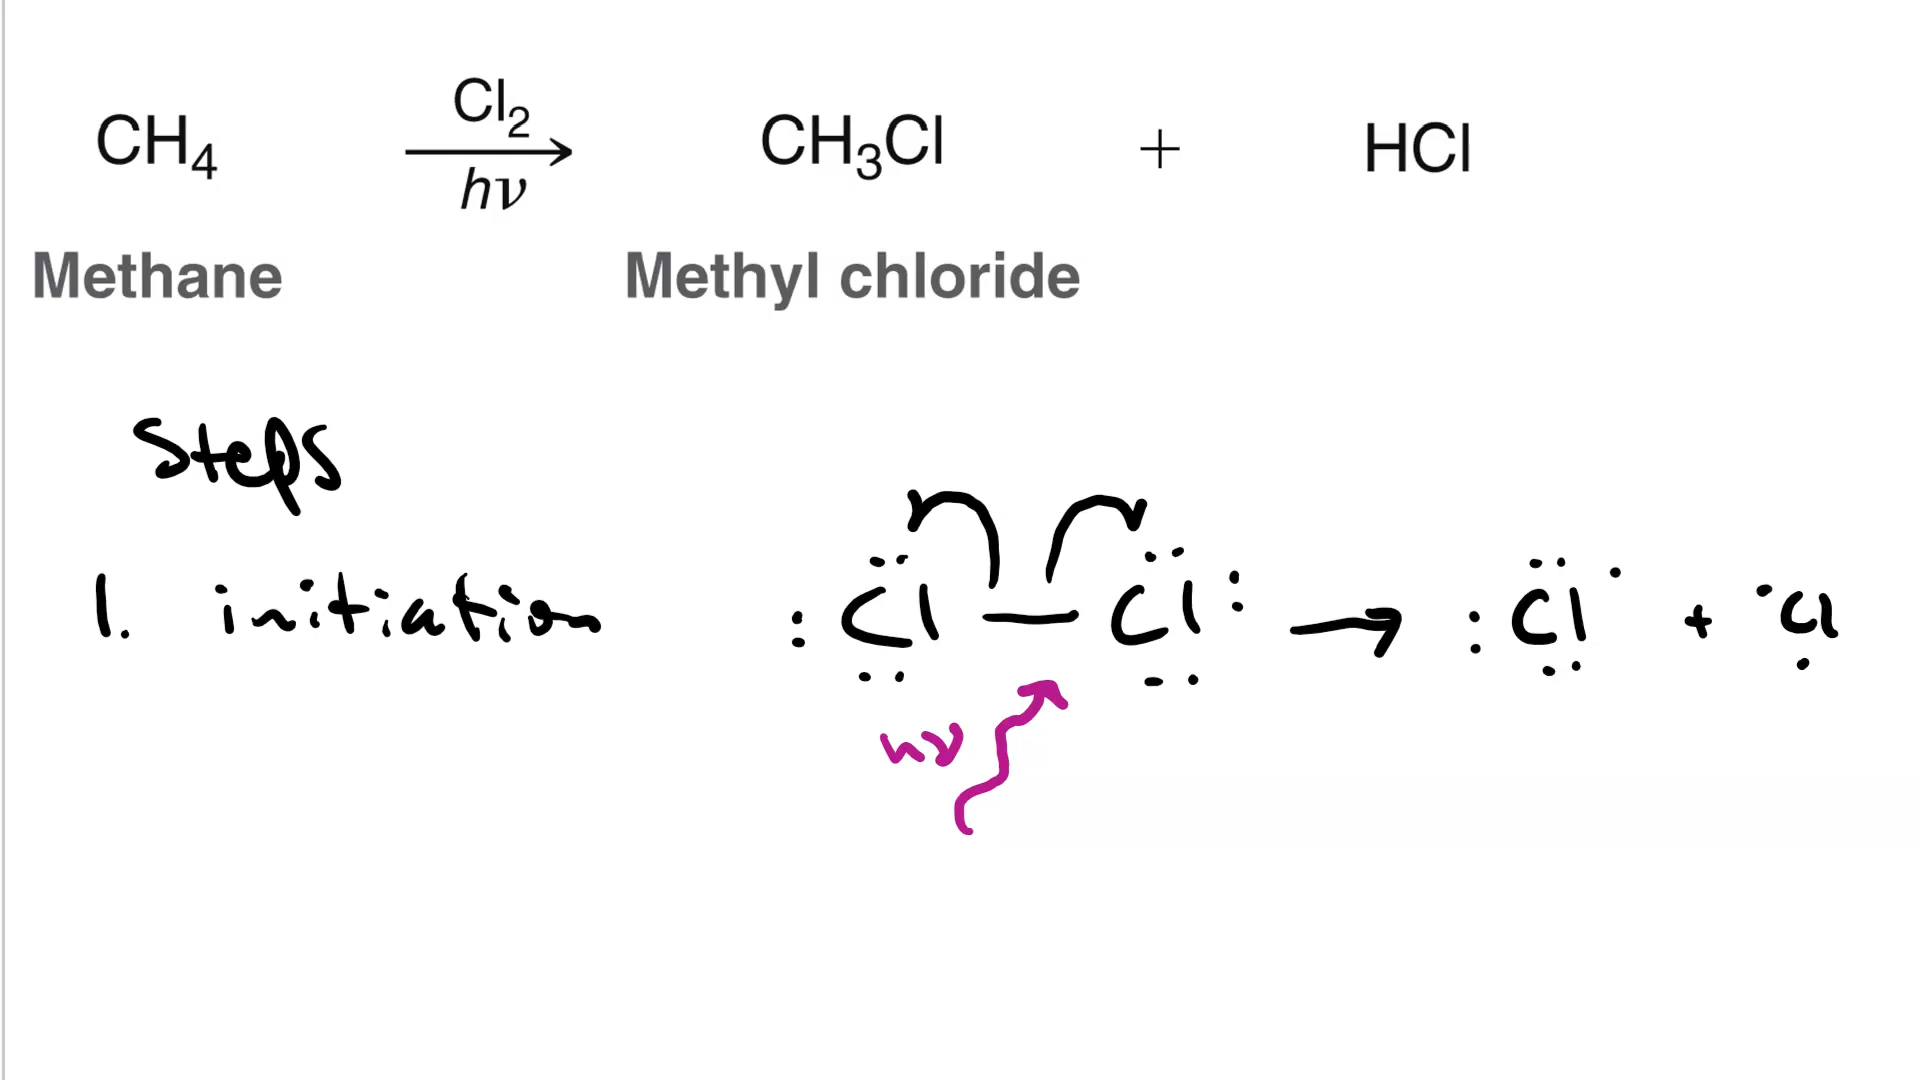 CH₄ Cl₂ hν → CH₃Cl + HCl
Methane Methyl chloride
Steps
1. initiation :Cl — Cl: → :Cl· + ·Cl
hν